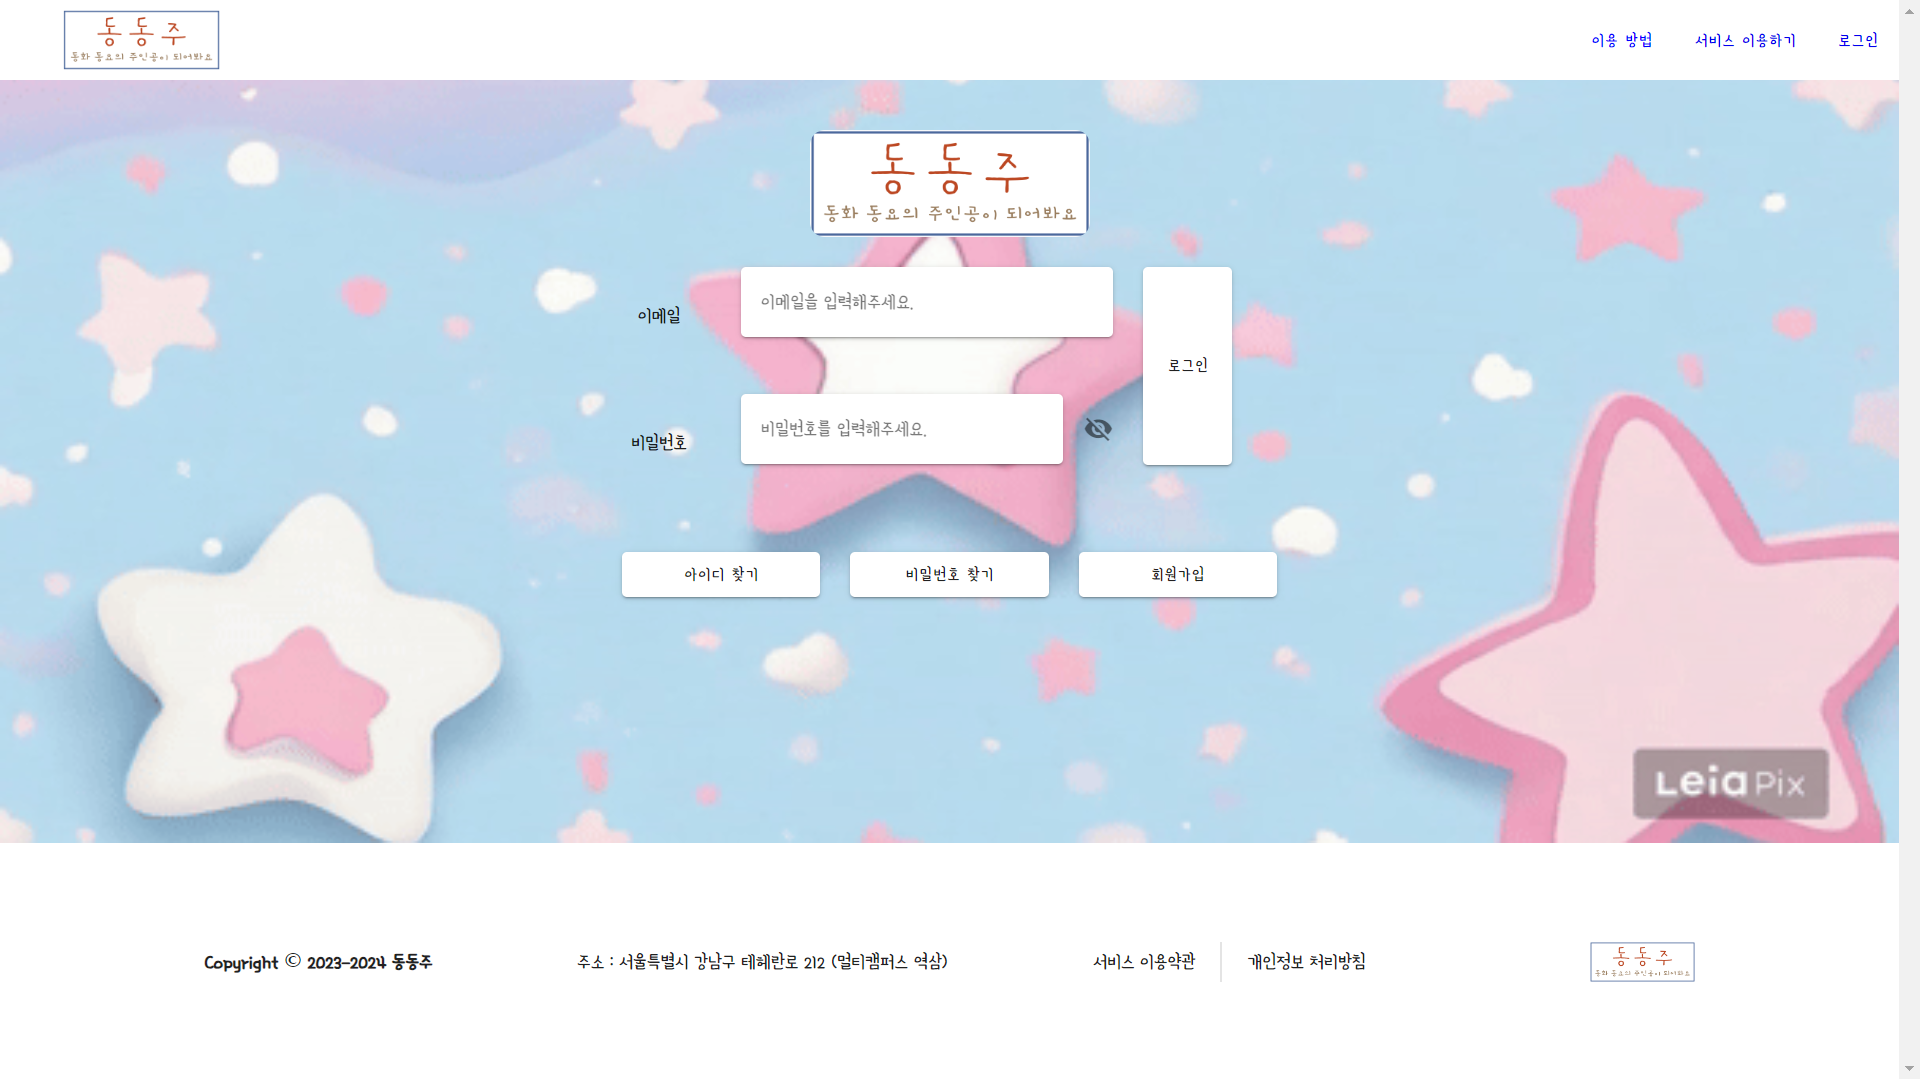 동동주
동화 동요의 주인공이 되어봐요
이용 방법
서비스 이용하기
로그인
동동주
동화 동요의 주인공이 되어봐요
이메일
이메일을 입력해주세요.
로그인
비밀번호
비밀번호를 입력해주세요.
아이디 찾기
비밀번호 찾기
회원가입
Leia Pix
Copyright © 2023-2024 동동주
주소 : 서울특별시 강남구 테헤란로 212 (멀티캠퍼스 역삼)
서비스 이용약관
개인정보 처리방침
동동주
동화 동요의 주인공이 되어봐요